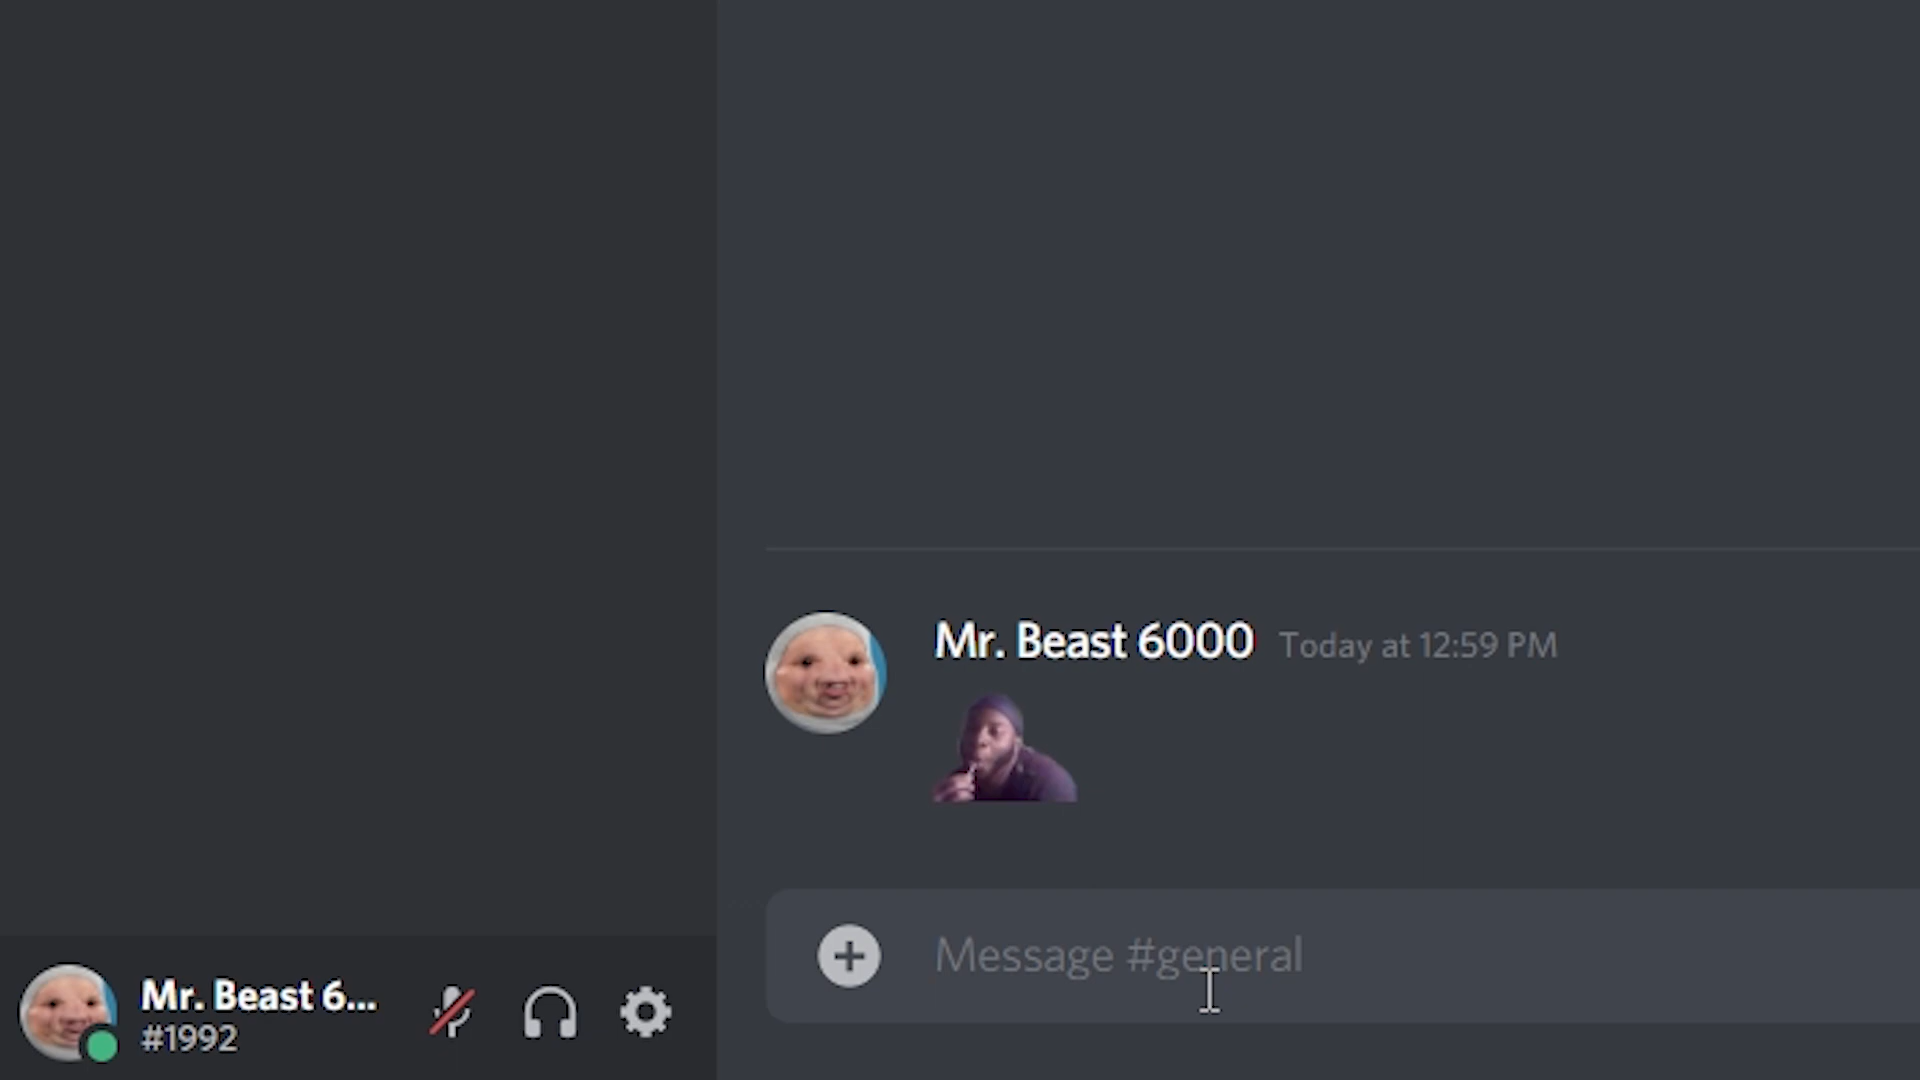 Mr. Beast 6000 Today at 12:59 PM
Message #general
Mr. Beast 6...
#1992